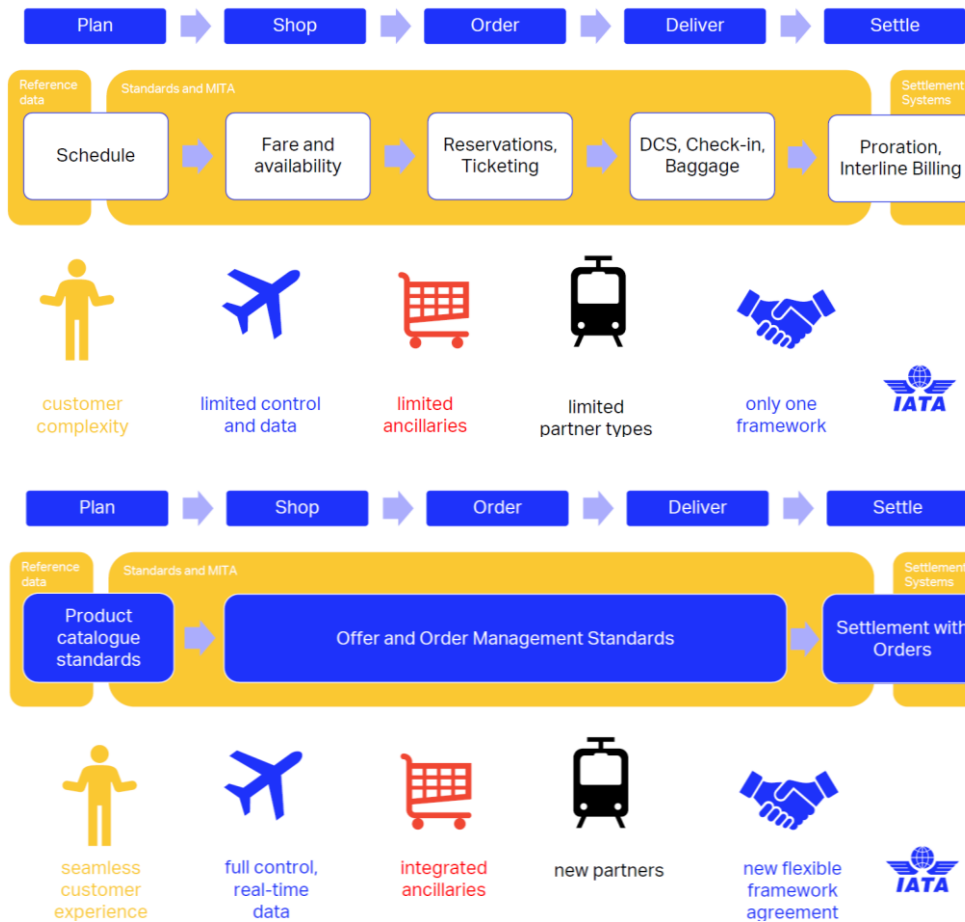 Plan
Shop
Order
Deliver
Settle
Reference
data
Standards and MITA
Settlement
Systems
Schedule
Fare and
availability
Reservations,
Ticketing
DCS, Check-in,
Baggage
Proration,
Interline Billing
customer
complexity
limited control
and data
limited
ancillaries
limited
partner types
only one
framework
IATA
Plan
Shop
Order
Deliver
Settle
Reference
data
Standards and MITA
Settlement
Systems
Product
catalogue
standards
Offer and Order Management Standards
Settlement with
Orders
seamless
customer
experience
full control,
real-time
data
integrated
ancillaries
new partners
new flexible
framework
agreement
IATA